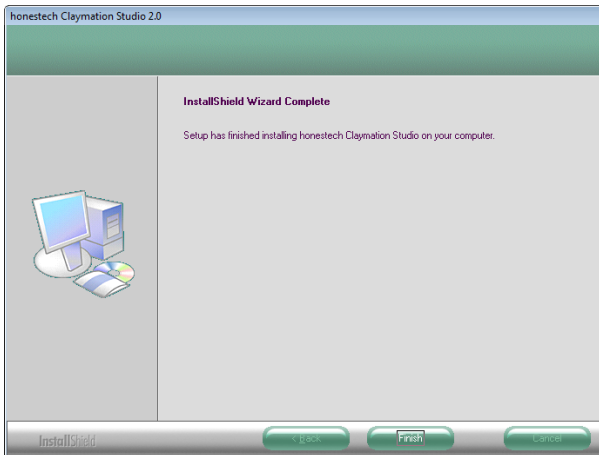 honestech Claymation Studio 2.0
InstallShield Wizard Complete
Setup has finished installing honestech Claymation Studio on your computer.
InstallShield
< Back
Finish
Cancel